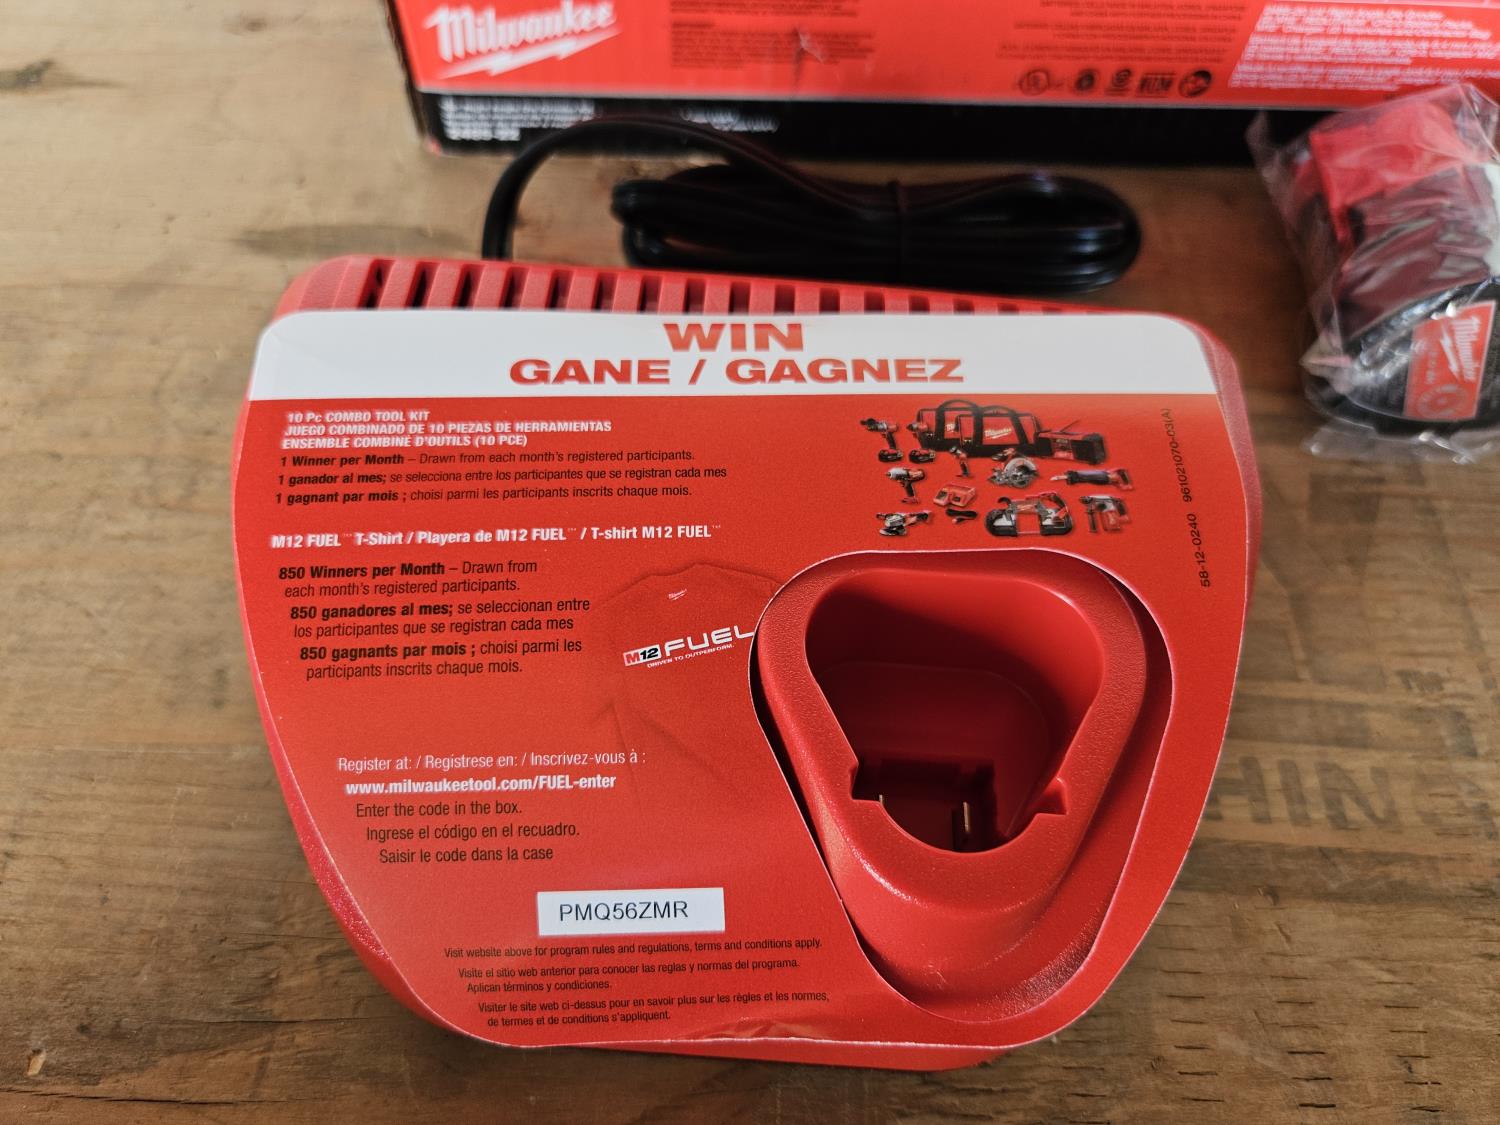 Milwaukee
WIN
GANE / GAGNEZ
10 Pc COMBO TOOL KIT
JUEGO COMBINADO DE 10 PIEZAS DE HERRAMIENTAS
ENSEMBLE COMBINÉ D'OUTILS (10 PCE)
1 Winner per Month – Drawn from each month's registered participants.
1 ganador al mes; se selecciona entre los participantes que se registran cada mes
1 gagnant par mois ; choisi parmi les participants inscrits chaque mois.
M12 FUEL™ T-Shirt / Playera de M12 FUEL™ / T-shirt M12 FUEL™
850 Winners per Month – Drawn from
each month's registered participants.
850 ganadores al mes; se seleccionan entre
los participantes que se registran cada mes
850 gagnants par mois ; choisi parmi les
participants inscrits chaque mois.
M12 FUEL
DRIVEN TO OUTPERFORM.
Register at: / Regístrese en: / Inscrivez-vous à :
www.milwaukeetool.com/FUEL-enter
Enter the code in the box.
Ingrese el código en el recuadro.
Saisir le code dans la case
PMQ56ZMR
Visit website above for program rules and regulations, terms and conditions apply.
Visite el sitio web anterior para conocer las reglas y normas del programa.
Aplican términos y condiciones.
Visiter le site web ci-dessus pour en savoir plus sur les règles et les normes,
de termes et de conditions s'appliquent.
58-12-0240 961021070-03(A)
Milwaukee